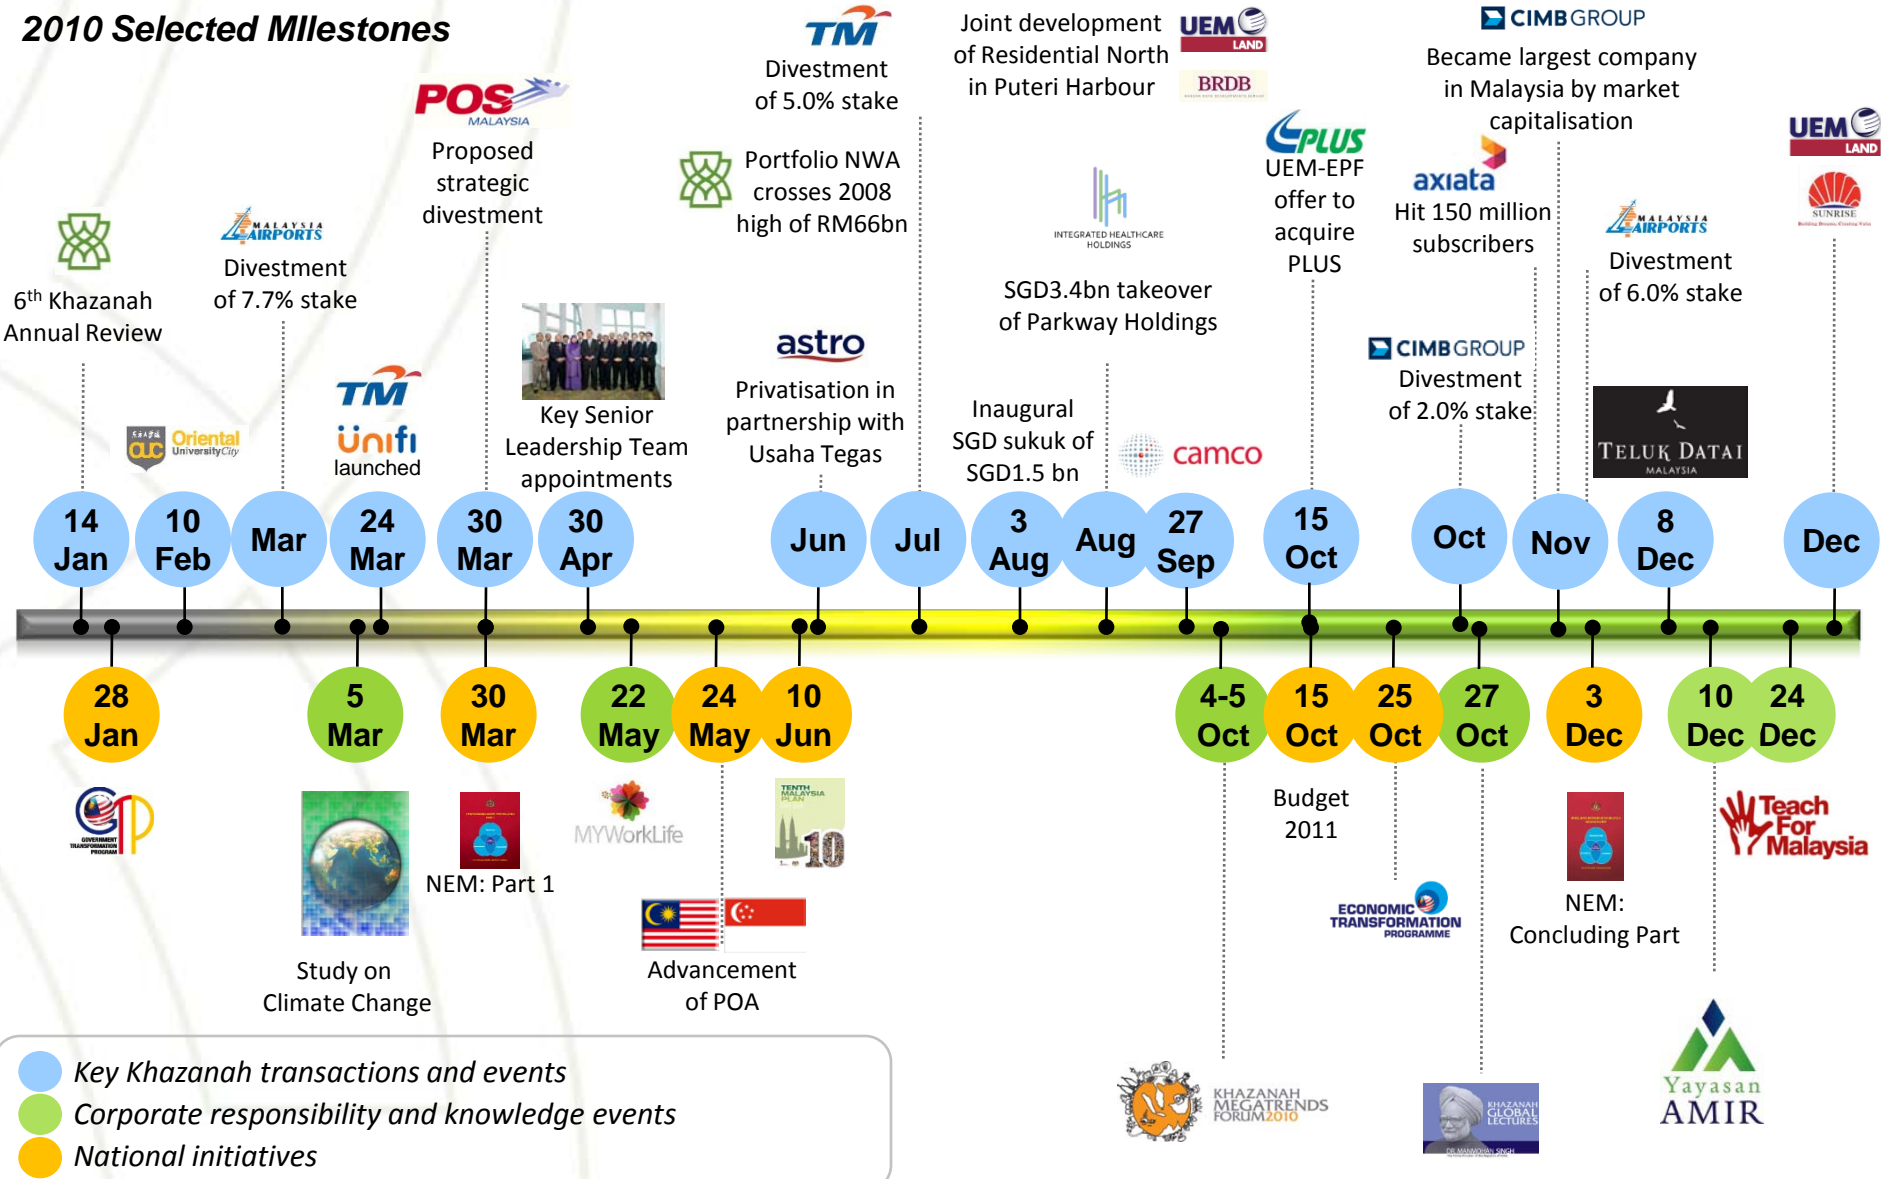 2010 Selected MIlestones
TM
Divestment
of 5.0% stake
Joint development
of Residential North
in Puteri Harbour
UEM
LAND
BRDB
CIMB GROUP
Became largest company
in Malaysia by market
capitalisation
UEM
LAND
SUNRISE
POS
MALAYSIA
Proposed
strategic
divestment
Portfolio NWA
crosses 2008
high of RM66bn
INTEGRATED HEALTHCARE
HOLDINGS
SGD3.4bn takeover
of Parkway Holdings
PLUS
UEM-EPF
offer to
acquire
PLUS
axiata
Hit 150 million
subscribers
MALAYSIA
AIRPORTS
Divestment
of 6.0% stake
6th Khazanah
Annual Review
MALAYSIA
AIRPORTS
Divestment
of 7.7% stake
TM
unifi
launched
OUC
Oriental
UniversityCity
Key Senior
Leadership Team
appointments
astro
Privatisation in
partnership with
Usaha Tegas
Inaugural
SGD sukuk of
SGD1.5 bn
camco
CIMB GROUP
Divestment
of 2.0% stake
TELUK DATAI
MALAYSIA
14
Jan
10
Feb
Mar
24
Mar
30
Mar
30
Apr
Jun
Jul
3
Aug
Aug
27
Sep
15
Oct
Oct
Nov
8
Dec
Dec
28
Jan
5
Mar
30
Mar
22
May
24
May
10
Jun
4-5
Oct
15
Oct
25
Oct
27
Oct
3
Dec
10
Dec
24
Dec
GTP
GOVERNMENT
TRANSFORMATION
PROGRAM
Study on
Climate Change
NEM: Part 1
MYWorkLife
Advancement
of POA
TENTH
MALAYSIA
PLAN
10
Budget
2011
ECONOMIC
TRANSFORMATION
PROGRAMME
NEM:
Concluding Part
Teach
For
Malaysia
KHAZANAH
MEGATRENDS
FORUM2010
KHAZANAH
GLOBAL
LECTURES
DR. MANMOHAN SINGH
Yayasan
AMIR
Key Khazanah transactions and events
Corporate responsibility and knowledge events
National initiatives